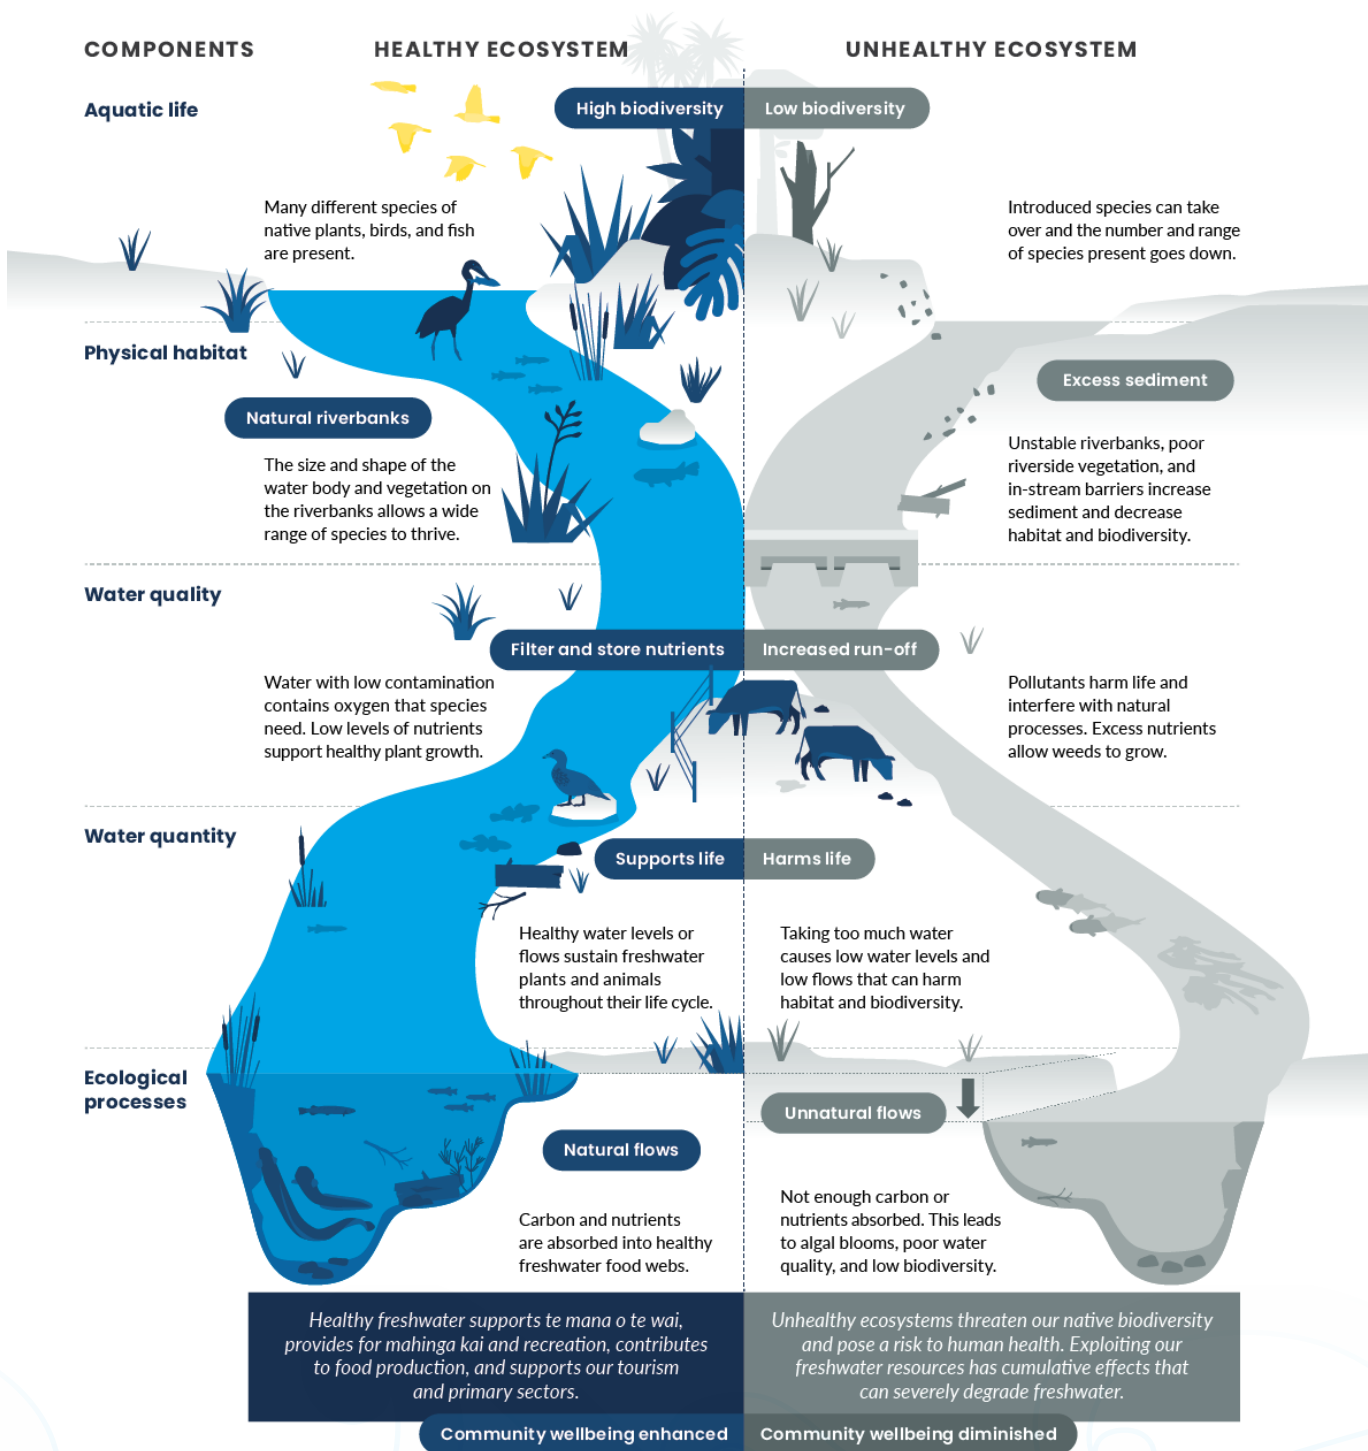 COMPONENTS
HEALTHY ECOSYSTEM
UNHEALTHY ECOSYSTEM
Aquatic life
High biodiversity
Low biodiversity
Many different species of
native plants, birds, and fish
are present.
Introduced species can take
over and the number and range
of species present goes down.
Physical habitat
Natural riverbanks
Excess sediment
The size and shape of the
water body and vegetation on
the riverbanks allows a wide
range of species to thrive.
Unstable riverbanks, poor
riverside vegetation, and
in-stream barriers increase
sediment and decrease
habitat and biodiversity.
Water quality
Filter and store nutrients
Increased run-off
Water with low contamination
contains oxygen that species
need. Low levels of nutrients
support healthy plant growth.
Pollutants harm life and
interfere with natural
processes. Excess nutrients
allow weeds to grow.
Water quantity
Supports life
Harms life
Healthy water levels or
flows sustain freshwater
plants and animals
throughout their life cycle.
Taking too much water
causes low water levels and
low flows that can harm
habitat and biodiversity.
Ecological
processes
Natural flows
Unnatural flows
Carbon and nutrients
are absorbed into healthy
freshwater food webs.
Not enough carbon or
nutrients absorbed. This leads
to algal blooms, poor water
quality, and low biodiversity.
Healthy freshwater supports te mana o te wai,
provides for mahinga kai and recreation, contributes
to food production, and supports our tourism
and primary sectors.
Unhealthy ecosystems threaten our native biodiversity
and pose a risk to human health. Exploiting our
freshwater resources has cumulative effects that
can severely degrade freshwater.
Community wellbeing enhanced
Community wellbeing diminished